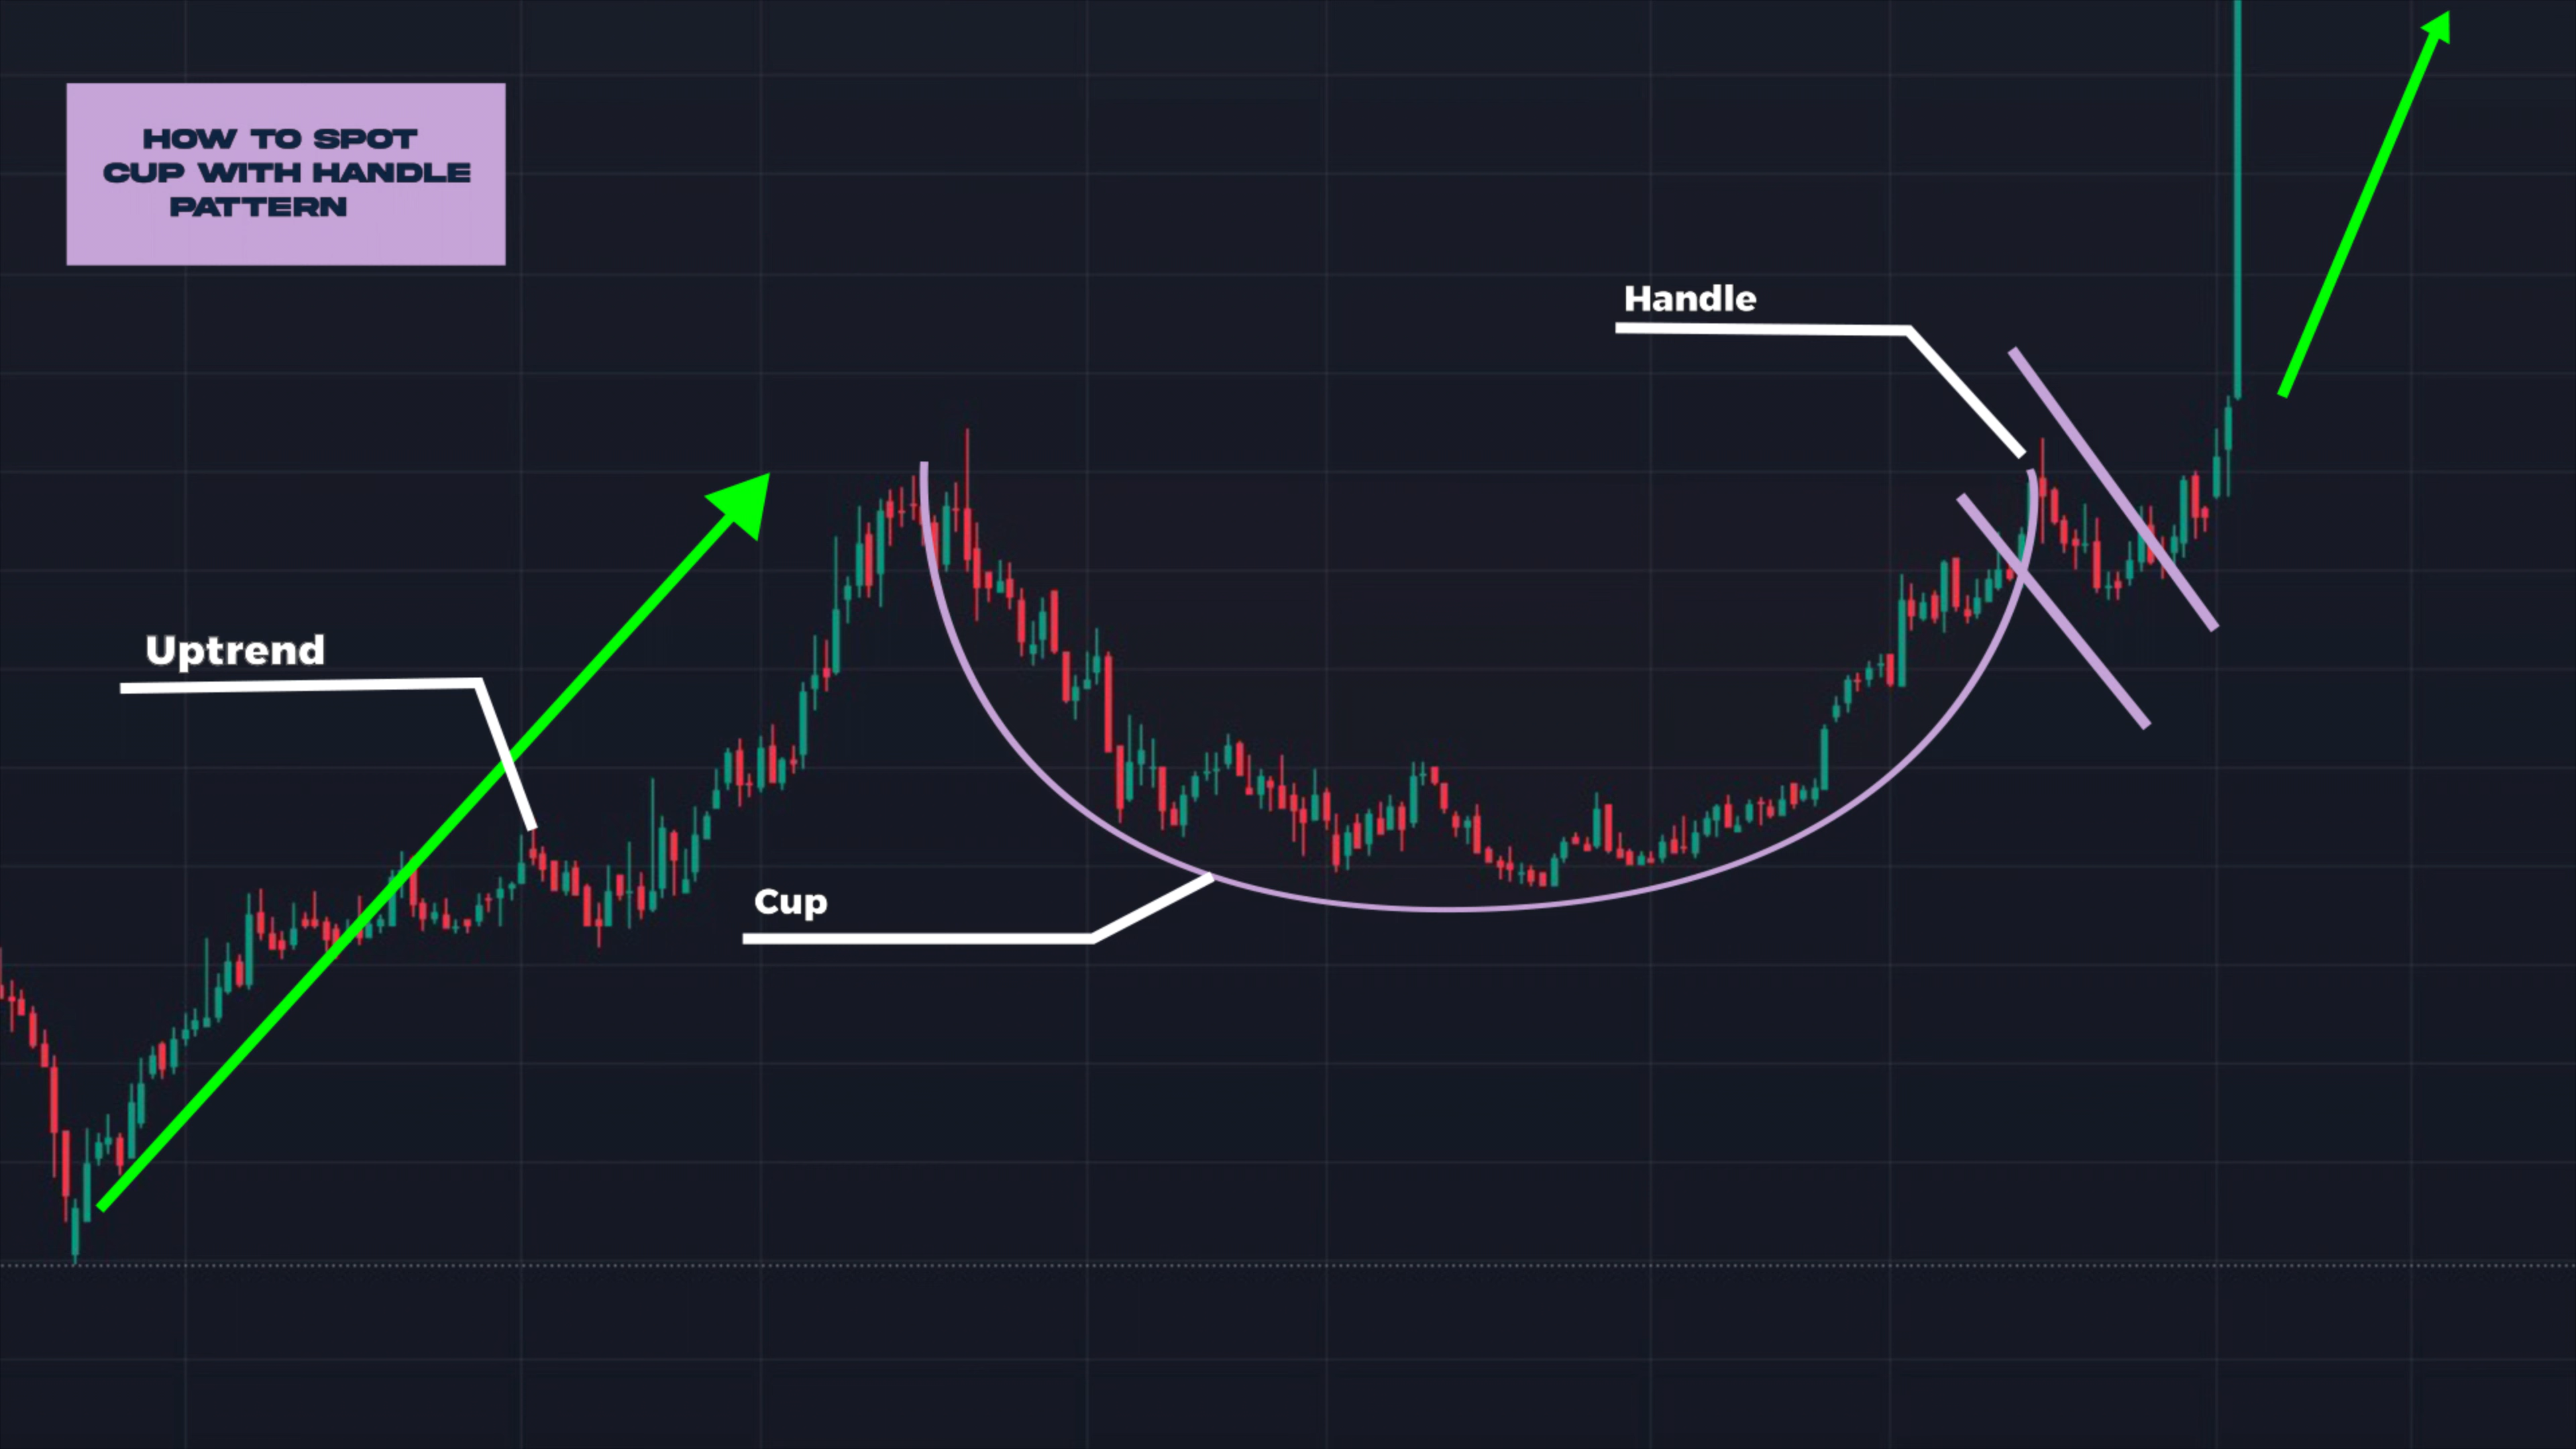 HOW TO SPOT
CUP WITH HANDLE
PATTERN
Handle
Uptrend
Cup